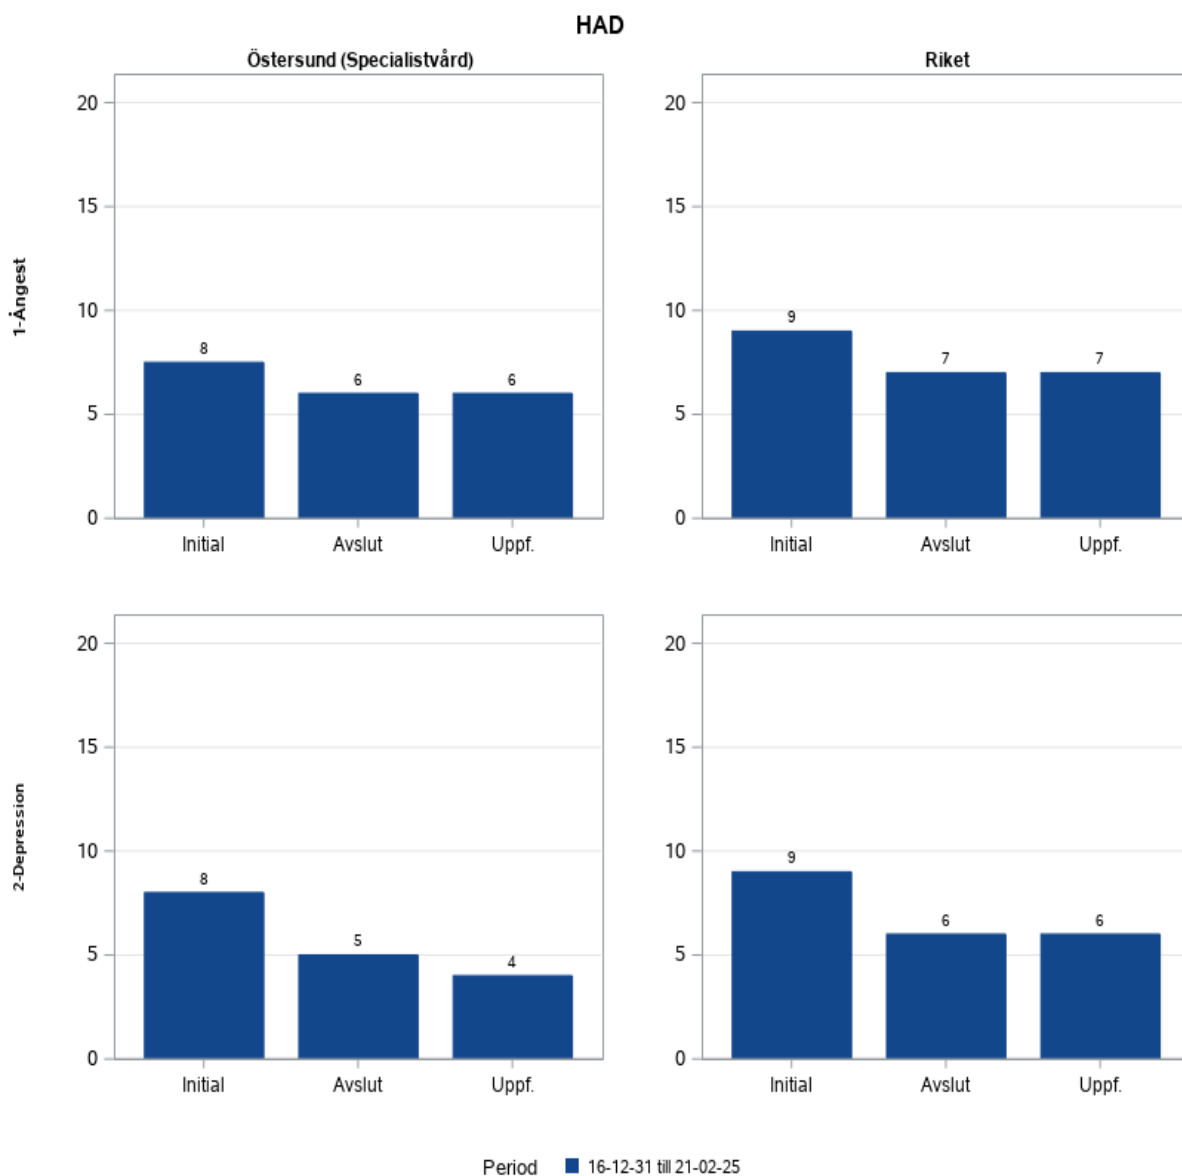 HAD
Östersund (Specialistvård)
Riket
1-Ångest
20
15
10
5
0
8
6
6
Initial
Avslut
Uppf.
20
15
10
5
0
9
7
7
Initial
Avslut
Uppf.
2-Depression
20
15
10
5
0
8
5
4
Initial
Avslut
Uppf.
20
15
10
5
0
9
6
6
Initial
Avslut
Uppf.
Period 16-12-31 till 21-02-25